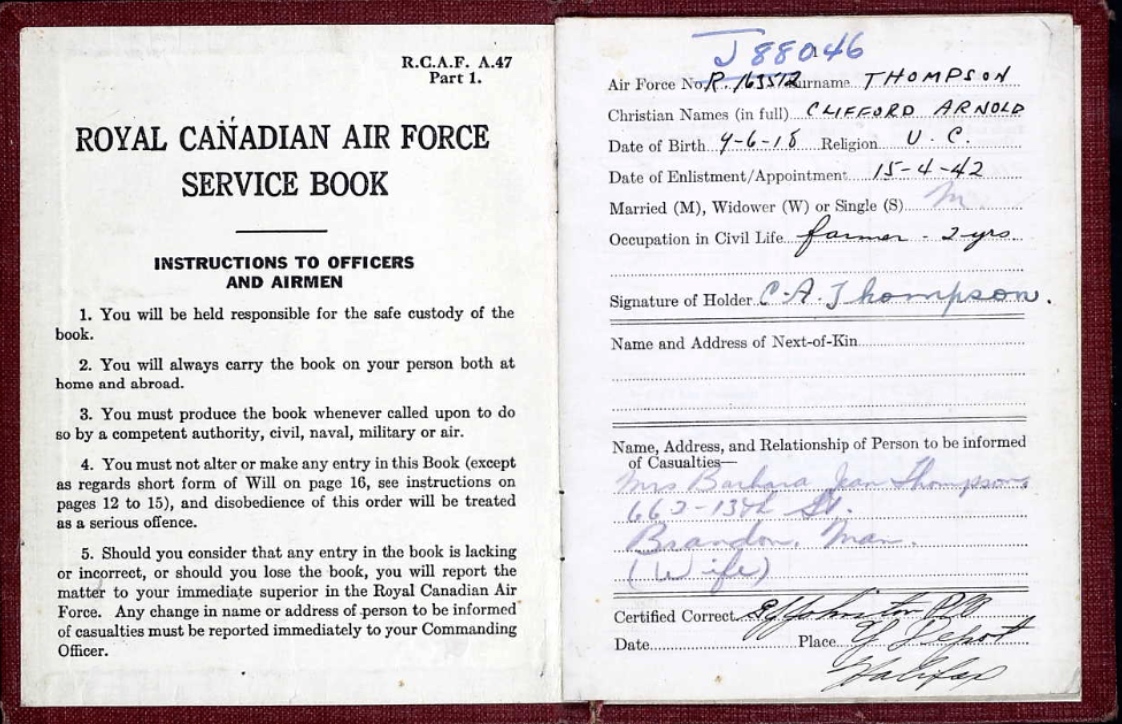 R.C.A.F. A.47
Part 1.
ROYAL CANADIAN AIR FORCE
SERVICE BOOK
INSTRUCTIONS TO OFFICERS
AND AIRMEN
1. You will be held responsible for the safe custody of the
book.
2. You will always carry the book on your person both at
home and abroad.
3. You must produce the book whenever called upon to do
so by a competent authority, civil, naval, military or air.
4. You must not alter or make any entry in this Book (except
as regards short form of Will on page 16, see instructions on
pages 12 to 15), and disobedience of this order will be treated
as a serious offence.
5. Should you consider that any entry in the book is lacking
or incorrect, or should you lose the book, you will report the
matter to your immediate superior in the Royal Canadian Air
Force. Any change in name or address of person to be informed
of casualties must be reported immediately to your Commanding
Officer.
J88046
Air Force No. R.163572 Surname THOMPSON
Christian Names (in full) CLIFFORD ARNOLD
Date of Birth 9-6-18 Religion U.C.
Date of Enlistment/Appointment 15-4-42
Married (M), Widower (W) or Single (S) M.
Occupation in Civil Life farmer - 2 yrs
Signature of Holder C.A. Thompson.
Name and Address of Next-of-Kin
Name, Address, and Relationship of Person to be informed
of Casualties—
Mrs Barbara Jean Thompson
662-13th St.
Brandon, Man.
(Wife)
Certified Correct Johnston
Date Place Y Depot
Halifax